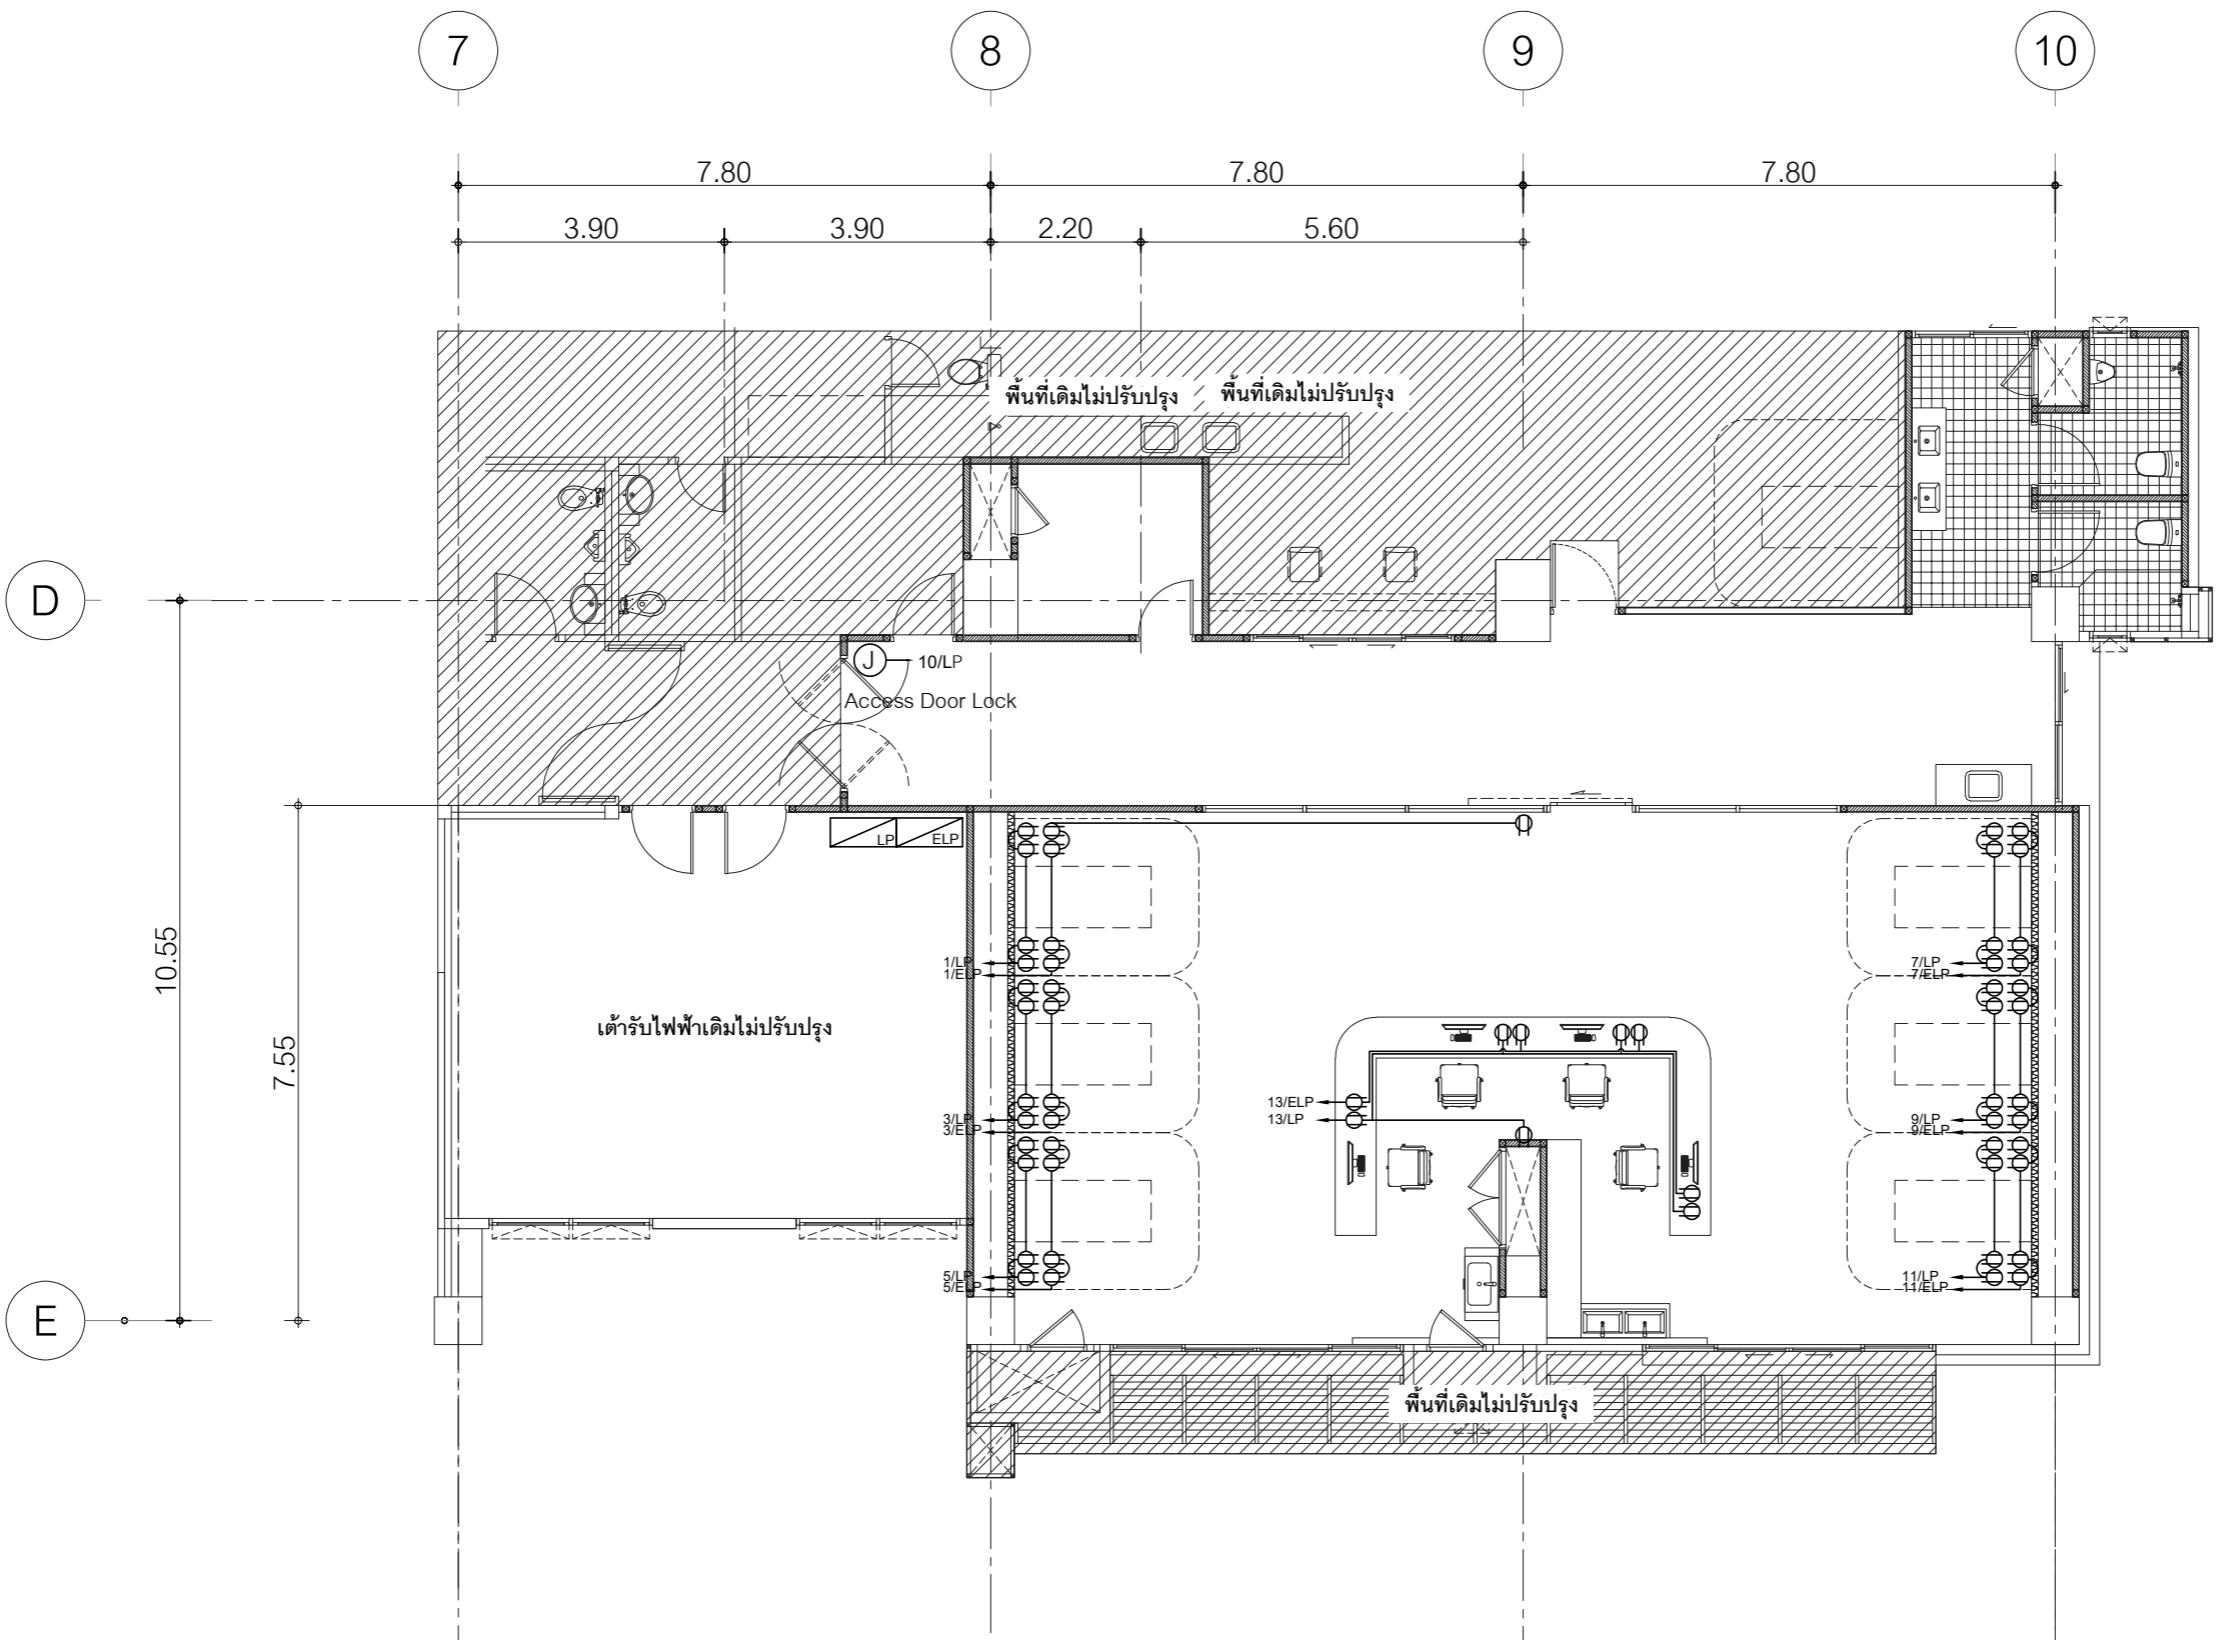 7
8
9
10
7.80
7.80
7.80
3.90
3.90
2.20
5.60
พื้นที่เดิมไม่ปรับปรุง
พื้นที่เดิมไม่ปรับปรุง
D
J
10/LP
Access Door Lock
LP
ELP
10.55
7.55
1/LP
1/ELP
7/LP
7/ELP
เต้ารับไฟฟ้าเดิมไม่ปรับปรุง
13/ELP
13/LP
3/LP
3/ELP
9/LP
9/ELP
5/LP
5/ELP
11/LP
11/ELP
E
พื้นที่เดิมไม่ปรับปรุง